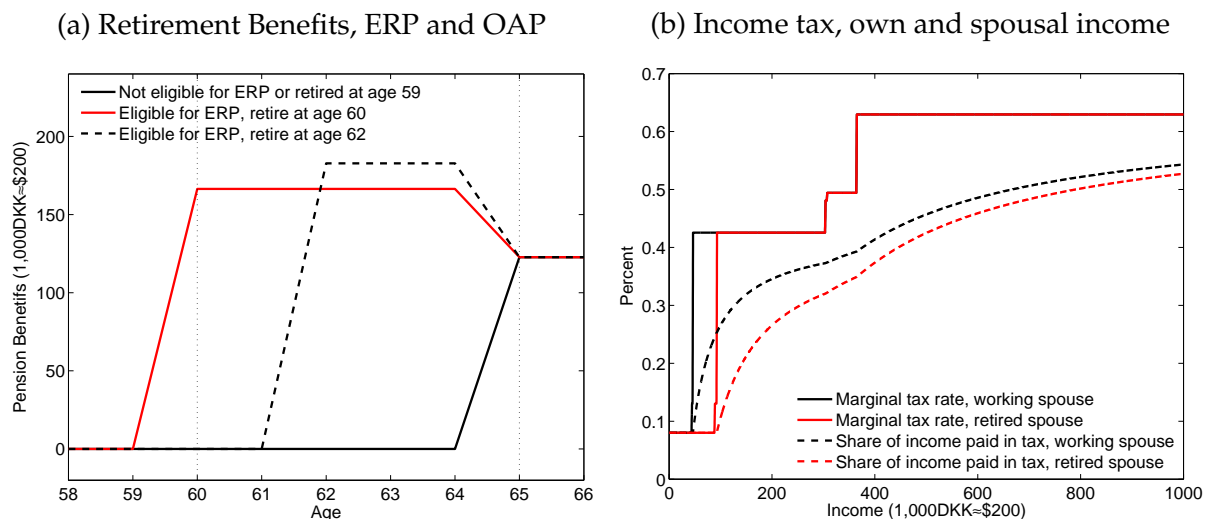 (a) Retirement Benefits, ERP and OAP
Pension Benetifs (1,000DKK≈$200)
200
150
100
50
0
Not eligible for ERP or retired at age 59
Eligible for ERP, retire at age 60
Eligible for ERP, retire at age 62
58 59 60 61 62 63 64 65 66
Age
(b) Income tax, own and spousal income
Percent
0.7
0.6
0.5
0.4
0.3
0.2
0.1
0
Marginal tax rate, working spouse
Marginal tax rate, retired spouse
Share of income paid in tax, working spouse
Share of income paid in tax, retired spouse
0 200 400 600 800 1000
Income (1,000DKK≈$200)